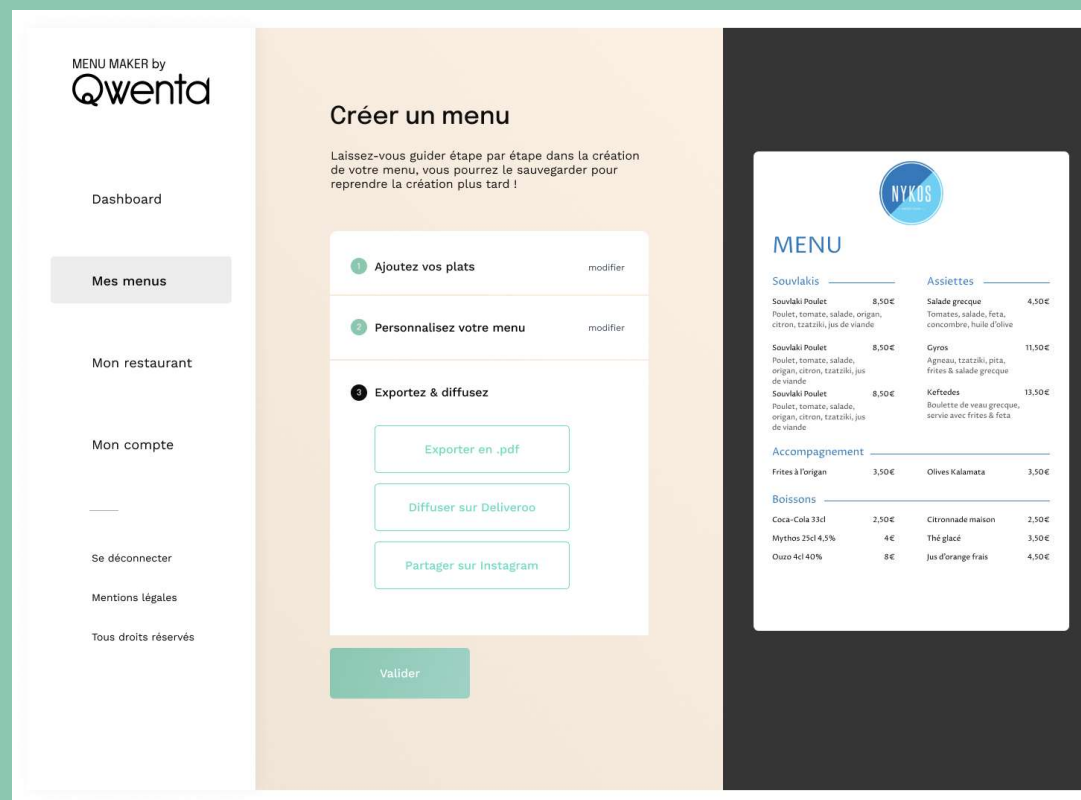 MENU MAKER by
Qwenta
Dashboard
Mes menus
Mon restaurant
Mon compte
Se déconnecter
Mentions légales
Tous droits réservés
Créer un menu
Laissez-vous guider étape par étape dans la création
de votre menu, vous pourrez le sauvegarder pour
reprendre la création plus tard !
1 Ajoutez vos plats modifier
2 Personnalisez votre menu modifier
3 Exportez & diffusez
Exporter en .pdf
Diffuser sur Deliveroo
Partager sur Instagram
Valider
NYKOS
MENU
Souvlakis
Souvlaki Poulet 8,50€
Poulet, tomate, salade, origan,
citron, tzatziki, jus de viande
Souvlaki Poulet 8,50€
Poulet, tomate, salade,
origan, citron, tzatziki, jus
de viande
Souvlaki Poulet 8,50€
Poulet, tomate, salade,
origan, citron, tzatziki, jus
de viande
Assiettes
Salade grecque 4,50€
Tomates, salade, feta,
concombre, huile d'olive
Gyros 11,50€
Agneau, tzatziki, pita,
frites & salade grecque
Keftedes 13,50€
Boulette de veau grecque,
servie avec frites & feta
Accompagnement
Frites à l'origan 3,50€ Olives Kalamata 3,50€
Boissons
Coca-Cola 33cl 2,50€ Citronnade maison 2,50€
Mythos 25cl 4,5% 4€ Thé glacé 3,50€
Ouzo 4cl 40% 8€ Jus d'orange frais 4,50€